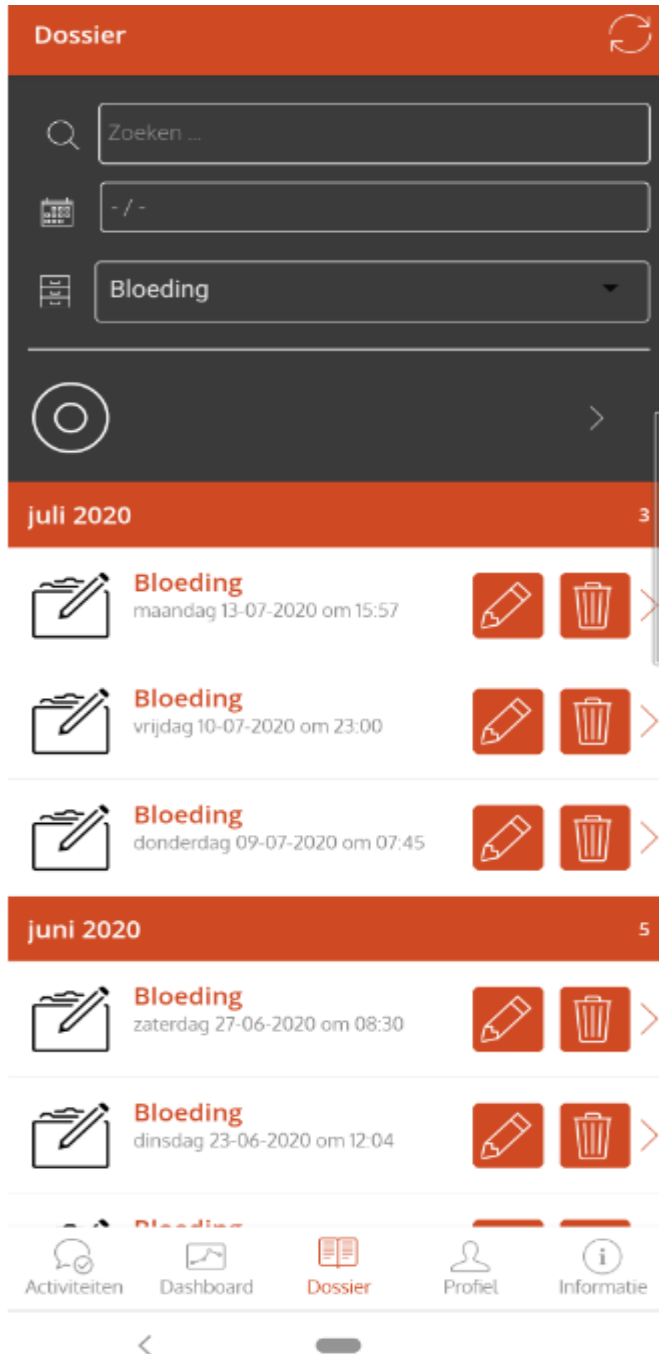 Dossier
Zoeken ...
- / -
Bloeding
juli 2020
3
Bloeding
maandag 13-07-2020 om 15:57
Bloeding
vrijdag 10-07-2020 om 23:00
Bloeding
donderdag 09-07-2020 om 07:45
juni 2020
5
Bloeding
zaterdag 27-06-2020 om 08:30
Bloeding
dinsdag 23-06-2020 om 12:04
Activiteiten
Dashboard
Dossier
Profiel
Informatie